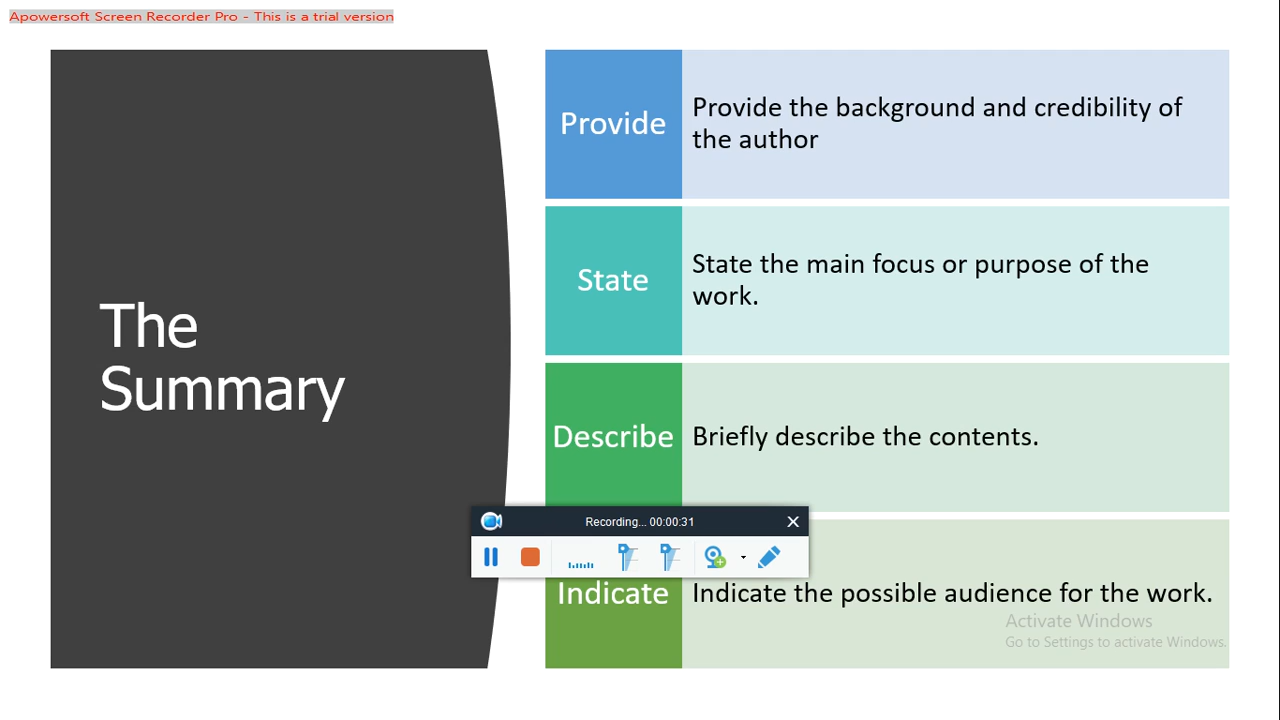 Apowersoft Screen Recorder Pro - This is a trial version
The
Summary
Provide
Provide the background and credibility of
the author
State
State the main focus or purpose of the
work.
Describe
Briefly describe the contents.
Recording... 00:00:31
Indicate
Indicate the possible audience for the work.
Activate Windows
Go to Settings to activate Windows.